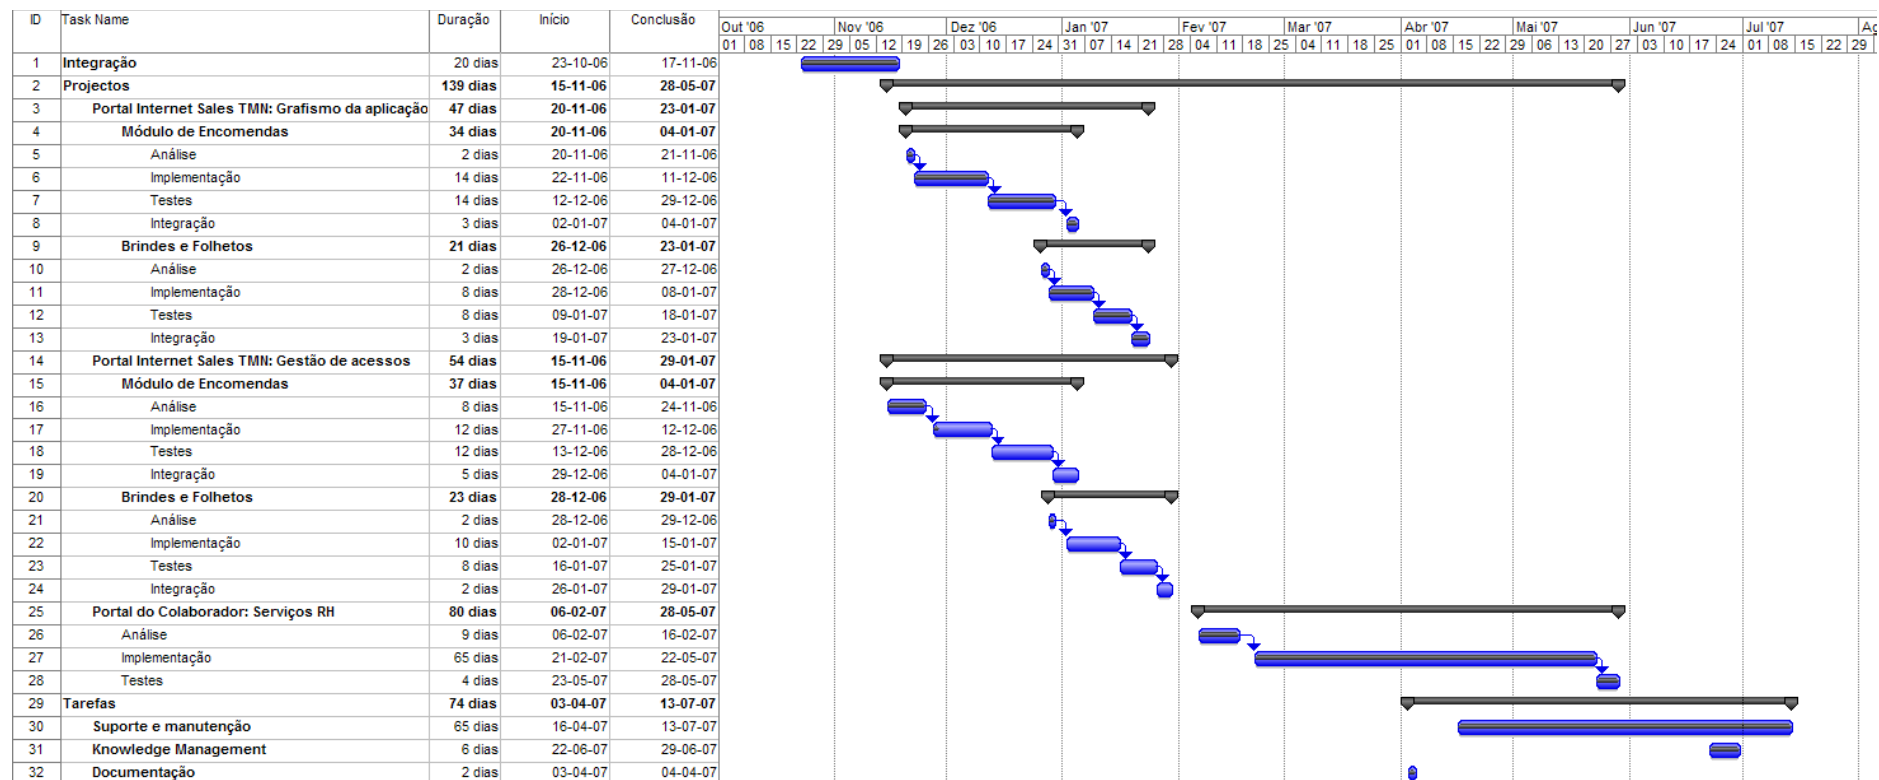 ID Task Name Duração Início Conclusão
Out '06 Nov '06 Dez '06 Jan '07 Fev '07 Mar '07 Abr '07 Mai '07 Jun '07 Jul '07 Ag
01 08 15 22 29 05 12 19 26 03 10 17 24 31 07 14 21 28 04 11 18 25 04 11 18 25 01 08 15 22 29 06 13 20 27 03 10 17 24 01 08 15 22 29
1 Integração 20 dias 23-10-06 17-11-06
2 Projectos 139 dias 15-11-06 28-05-07
3 Portal Internet Sales TMN: Grafismo da aplicação 47 dias 20-11-06 23-01-07
4 Módulo de Encomendas 34 dias 20-11-06 04-01-07
5 Análise 2 dias 20-11-06 21-11-06
6 Implementação 14 dias 22-11-06 11-12-06
7 Testes 14 dias 12-12-06 29-12-06
8 Integração 3 dias 02-01-07 04-01-07
9 Brindes e Folhetos 21 dias 26-12-06 23-01-07
10 Análise 2 dias 26-12-06 27-12-06
11 Implementação 8 dias 28-12-06 08-01-07
12 Testes 8 dias 09-01-07 18-01-07
13 Integração 3 dias 19-01-07 23-01-07
14 Portal Internet Sales TMN: Gestão de acessos 54 dias 15-11-06 29-01-07
15 Módulo de Encomendas 37 dias 15-11-06 04-01-07
16 Análise 8 dias 15-11-06 24-11-06
17 Implementação 12 dias 27-11-06 12-12-06
18 Testes 12 dias 13-12-06 28-12-06
19 Integração 5 dias 29-12-06 04-01-07
20 Brindes e Folhetos 23 dias 28-12-06 29-01-07
21 Análise 2 dias 28-12-06 29-12-06
22 Implementação 10 dias 02-01-07 15-01-07
23 Testes 8 dias 16-01-07 25-01-07
24 Integração 2 dias 26-01-07 29-01-07
25 Portal do Colaborador: Serviços RH 80 dias 06-02-07 28-05-07
26 Análise 9 dias 06-02-07 16-02-07
27 Implementação 65 dias 21-02-07 22-05-07
28 Testes 4 dias 23-05-07 28-05-07
29 Tarefas 74 dias 03-04-07 13-07-07
30 Suporte e manutenção 65 dias 16-04-07 13-07-07
31 Knowledge Management 6 dias 22-06-07 29-06-07
32 Documentação 2 dias 03-04-07 04-04-07